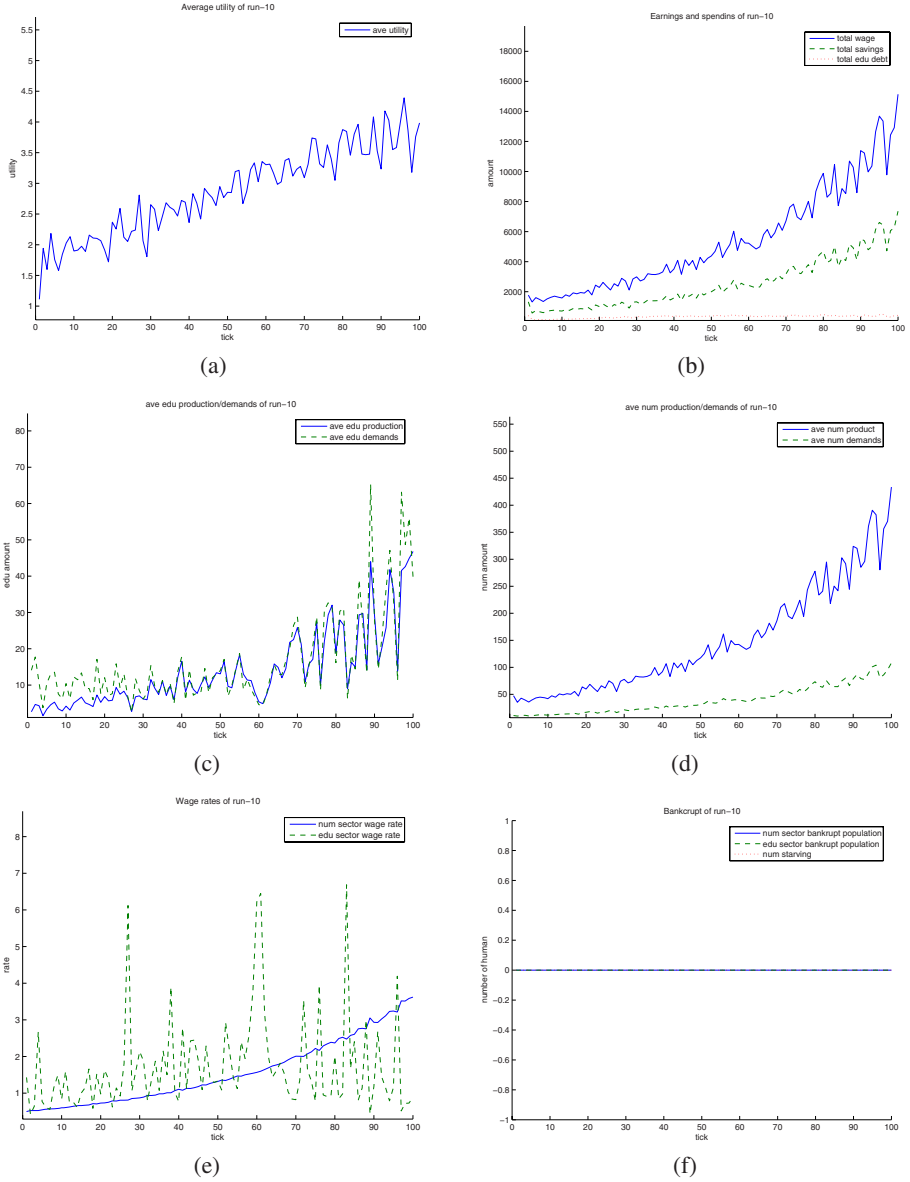 Average utility of run−10
ave utility
5.5
5
4.5
4
3.5
3
2.5
2
1.5
1
utility
0 10 20 30 40 50 60 70 80 90 100
tick
(a)
Earnings and spendins of run−10
total wage
total savings
total edu debt
18000
16000
14000
12000
10000
8000
6000
4000
2000
amount
0 10 20 30 40 50 60 70 80 90 100
tick
(b)
ave edu production/demands of run−10
ave edu production
ave edu demands
80
70
60
50
40
30
20
10
edu amount
0 10 20 30 40 50 60 70 80 90 100
tick
(c)
ave num production/demands of run−10
ave num product
ave num demands
550
500
450
400
350
300
250
200
150
100
50
num amount
0 10 20 30 40 50 60 70 80 90 100
tick
(d)
Wage rates of run−10
num sector wage rate
edu sector wage rate
8
7
6
5
4
3
2
1
rate
0 10 20 30 40 50 60 70 80 90 100
tick
(e)
Bankcrupt of run−10
num sector bankrupt population
edu sector bankrupt population
num starving
1
0.8
0.6
0.4
0.2
0
−0.2
−0.4
−0.6
−0.8
−1
number of human
0 10 20 30 40 50 60 70 80 90 100
tick
(f)